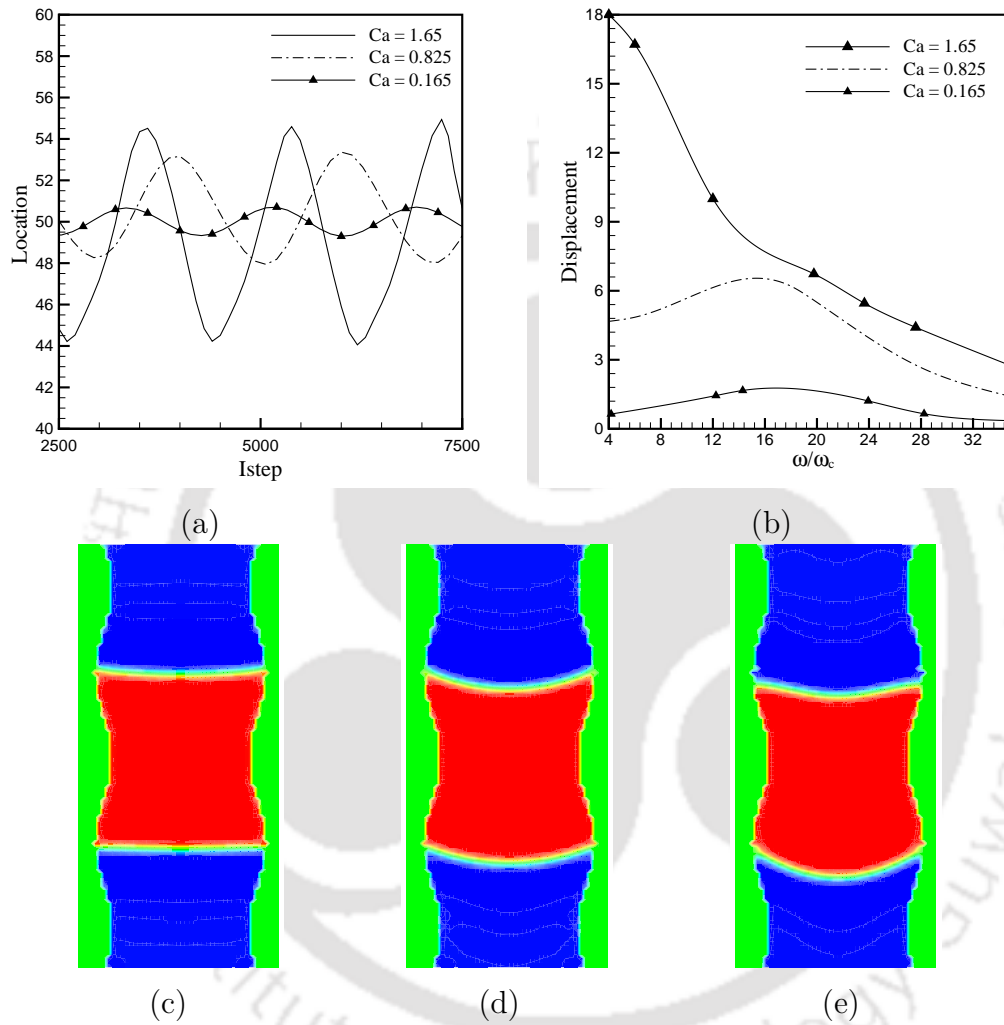 60
58
56
54
52
50
48
46
44
42
40
Location
2500
5000
7500
Istep
Ca = 1.65
Ca = 0.825
Ca = 0.165
(a)
18
15
12
9
6
3
0
Displacement
4
8
12
16
20
24
28
32
ω/ωc
Ca = 1.65
Ca = 0.825
Ca = 0.165
(b)
(c)
(d)
(e)